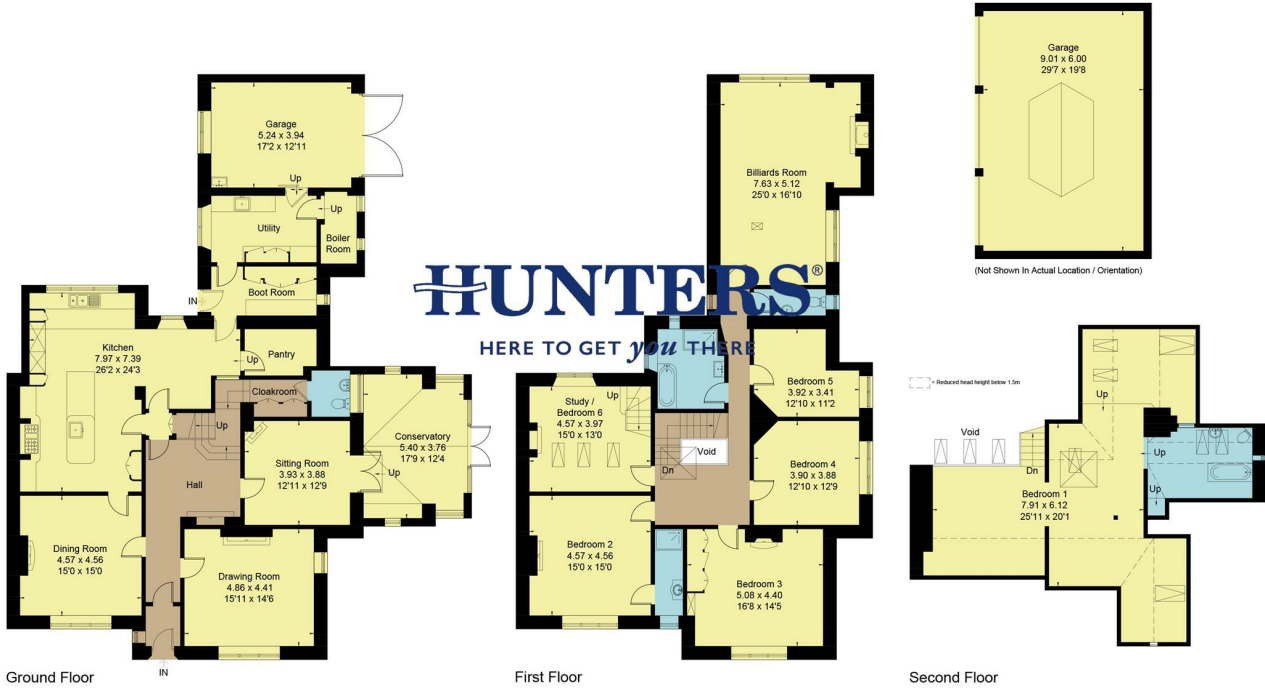 Garage
5.24 x 3.94
17'2 x 12'11
Up
Utility
Up
Boiler
Room
IN
Boot Room
Kitchen
7.97 x 7.39
26'2 x 24'3
Up
Pantry
Cloakroom
Up
Up
Conservatory
5.40 x 3.76
17'9 x 12'4
Up
Sitting Room
3.93 x 3.88
12'11 x 12'9
Hall
Dining Room
4.57 x 4.56
15'0 x 15'0
Drawing Room
4.86 x 4.41
15'11 x 14'6
IN
Ground Floor
HUNTERS®
HERE TO GET you THERE
Billiards Room
7.63 x 5.12
25'0 x 16'10
Bedroom 5
3.92 x 3.41
12'10 x 11'2
Study /
Bedroom 6
4.57 x 3.97
15'0 x 13'0
Up
Void
Dn
Bedroom 4
3.90 x 3.88
12'10 x 12'9
Bedroom 2
4.57 x 4.56
15'0 x 15'0
Bedroom 3
5.08 x 4.40
16'8 x 14'5
First Floor
Garage
9.01 x 6.00
29'7 x 19'8
(Not Shown In Actual Location / Orientation)
= Reduced head height below 1.5m
Up
Void
Dn
Up
Up
Bedroom 1
7.91 x 6.12
25'11 x 20'1
Second Floor